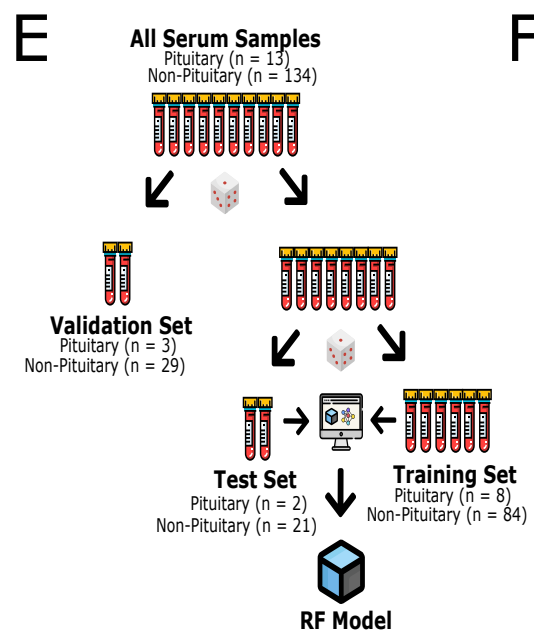 E
F
All Serum Samples
Pituitary (n = 13)
Non-Pituitary (n = 134)
Validation Set
Pituitary (n = 3)
Non-Pituitary (n = 29)
Test Set
Pituitary (n = 2)
Non-Pituitary (n = 21)
Training Set
Pituitary (n = 8)
Non-Pituitary (n = 84)
RF Model